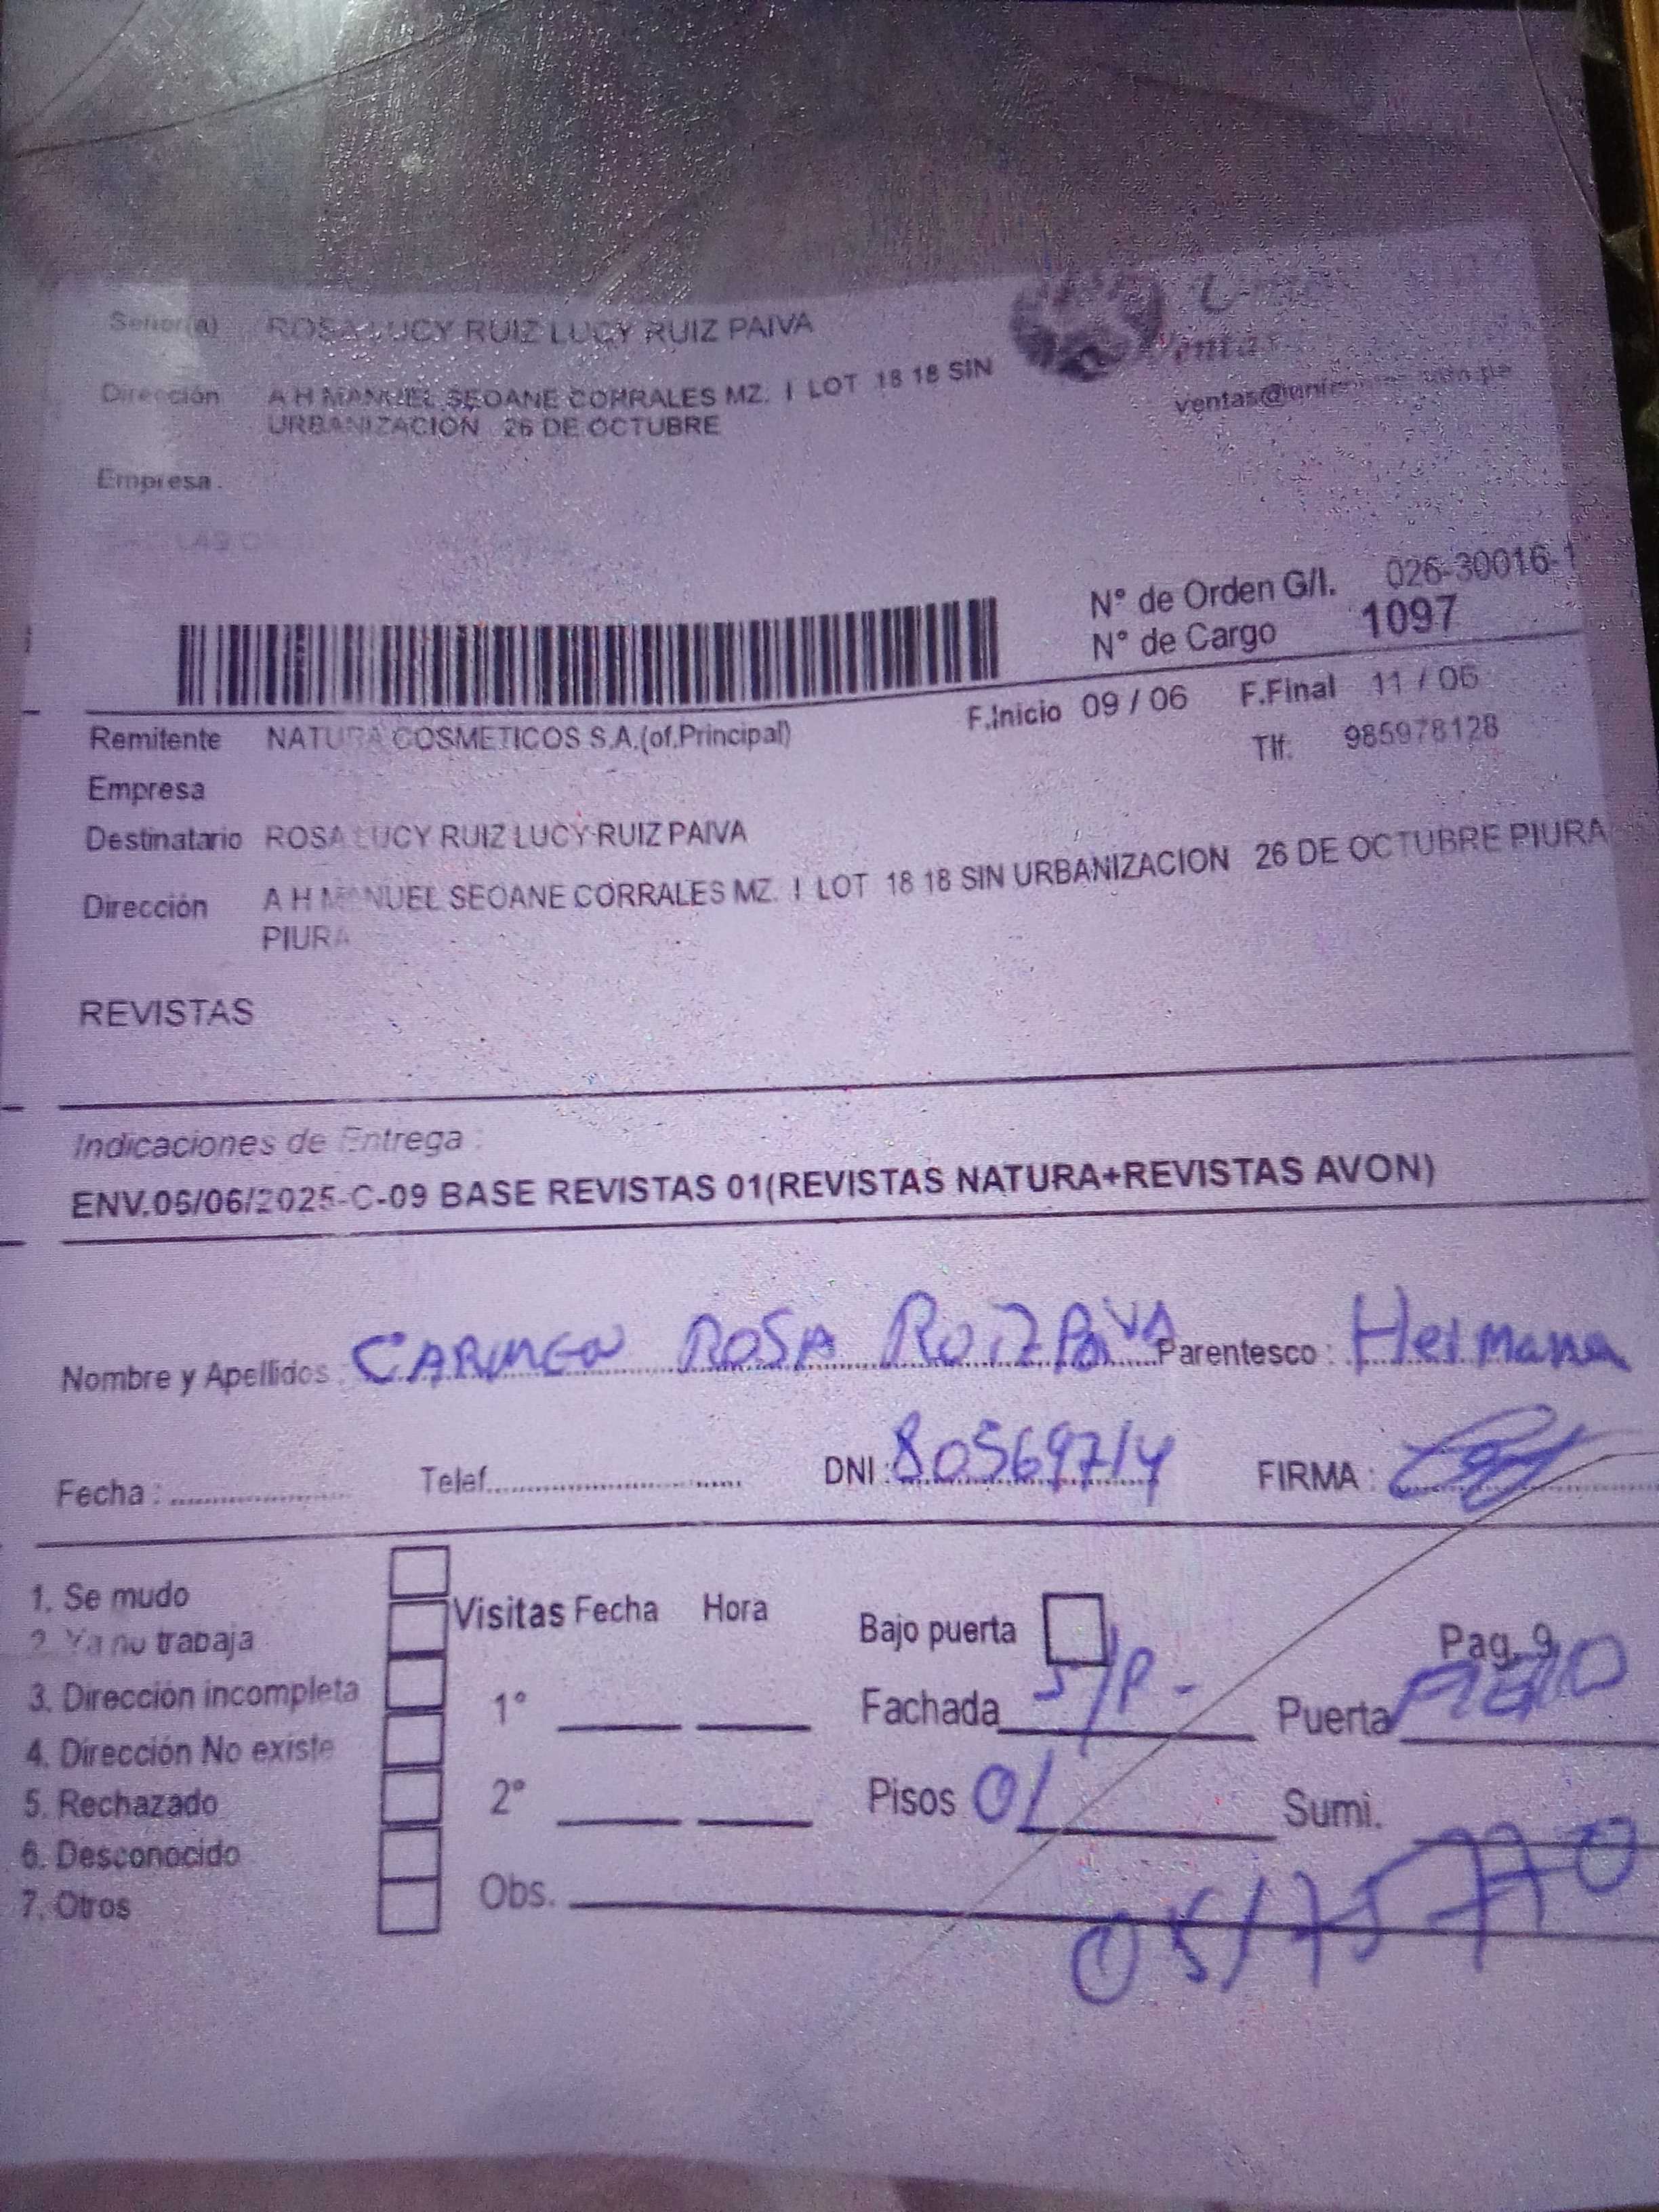 Señor(a) ROSA LUCY RUIZ LUCY RUIZ PAIVA
Dirección A H MANUEL SEOANE CORRALES MZ. I LOT 18 18 SIN
URBANIZACION 26 DE OCTUBRE
Empresa.
N° de Orden G/I. 026-30016-1
N° de Cargo 1097
F.Inicio 09 / 06 F.Final 11 / 06
Remitente NATURA COSMETICOS S.A.(of.Principal)
Tlf. 985978128
Empresa
Destinatario ROSA LUCY RUIZ LUCY RUIZ PAIVA
Dirección A H MANUEL SEOANE CORRALES MZ. I LOT 18 18 SIN URBANIZACION 26 DE OCTUBRE PIURA
PIURA
REVISTAS
Indicaciones de Entrega :
ENV.06/06/2025-C-09 BASE REVISTAS 01(REVISTAS NATURA+REVISTAS AVON)
Nombre y Apellidos CARMEN ROSA RUIZ PAIVA Parentesco : Hermana
Fecha : Telef. DNI : 80569714 FIRMA :
1. Se mudo
2. Ya no trabaja
3. Dirección incompleta
4. Dirección No existe
5. Rechazado
6. Desconocido
7. Otros
Visitas Fecha Hora
1°
2°
Obs.
Bajo puerta Pag. 9
Fachada S/P - Puerta
Pisos 01 Sumi.
05175770